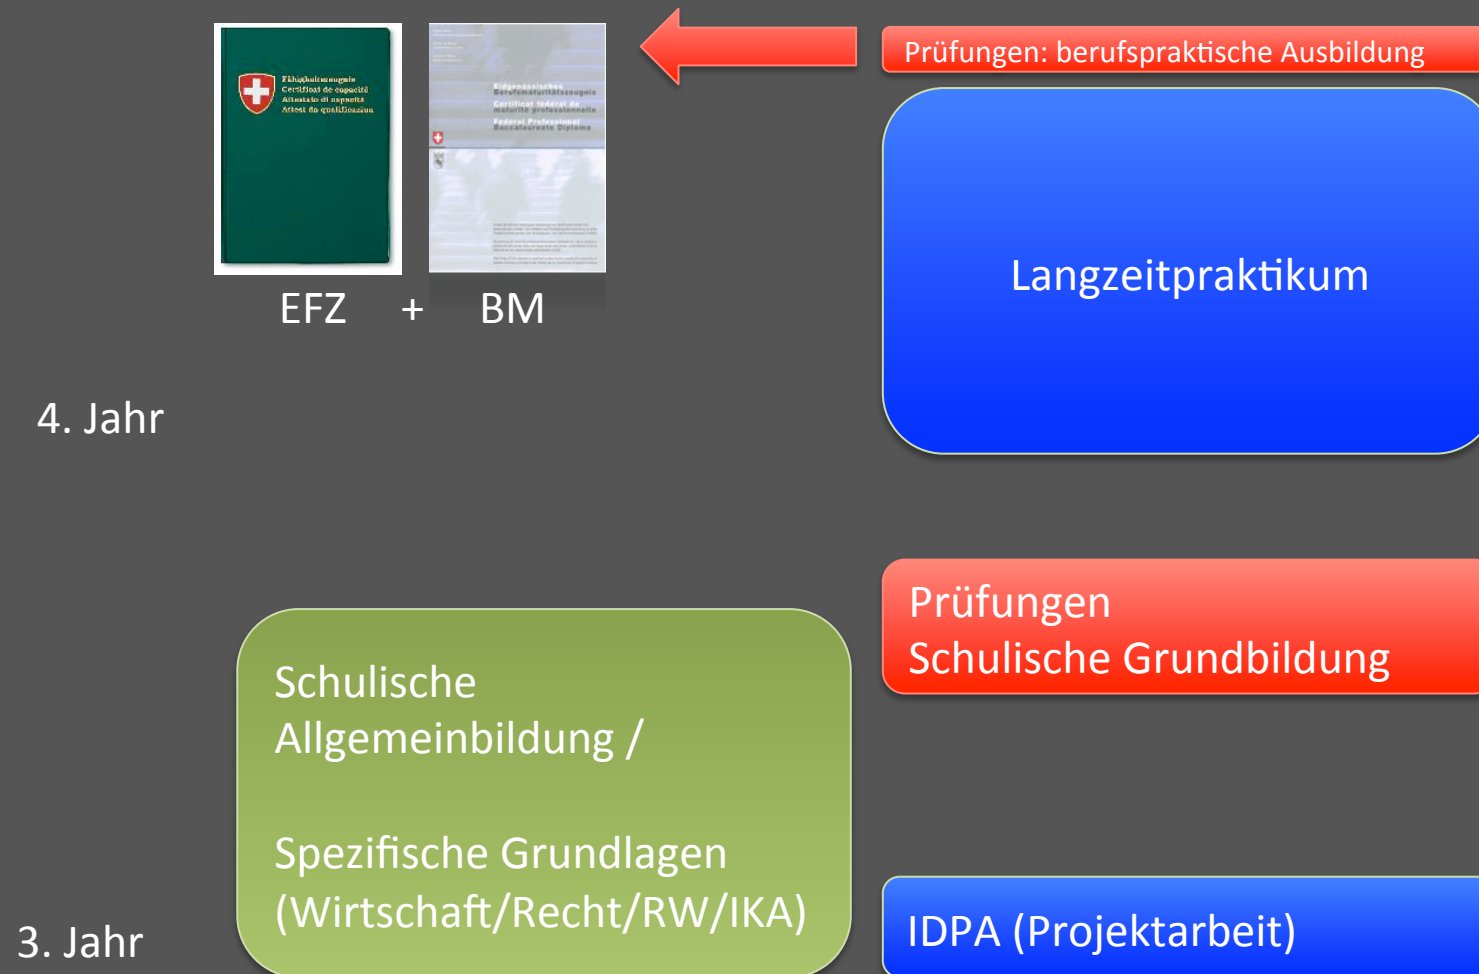 Prüfungen: berufspraktische Ausbildung
Fähigkeitszeugnis
Certificat de capacité
Attestato di capacità
Attest da qualificaziun
Eidgenössisches
Berufsmaturitätszeugnis
Certificat fédéral de
maturité professionnelle
Federal Professional
Baccalaureate Diploma
Langzeitpraktikum
EFZ + BM
4. Jahr
Prüfungen
Schulische Grundbildung
Schulische
Allgemeinbildung /
Spezifische Grundlagen
(Wirtschaft/Recht/RW/IKA)
IDPA (Projektarbeit)
3. Jahr